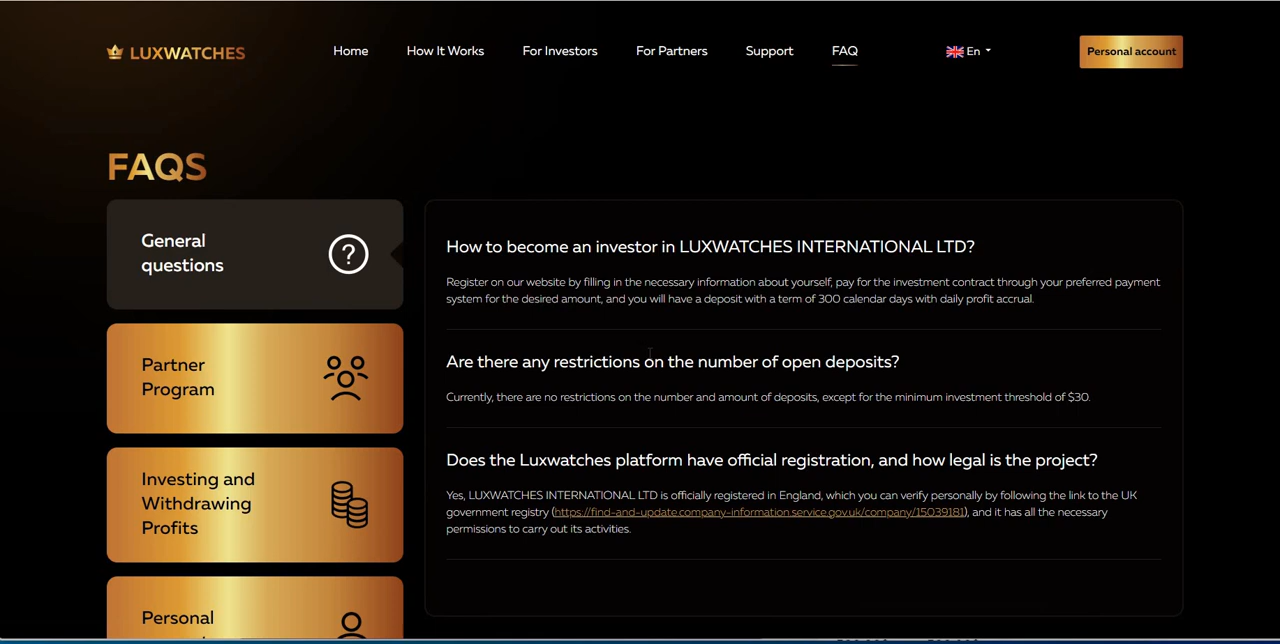 LUXWATCHES
Home How It Works For Investors For Partners Support FAQ En Personal account
FAQS
General
questions
Partner
Program
Investing and
Withdrawing
Profits
Personal
How to become an investor in LUXWATCHES INTERNATIONAL LTD?
Register on our website by filling in the necessary information about yourself, pay for the investment contract through your preferred payment
system for the desired amount, and you will have a deposit with a term of 300 calendar days with daily profit accrual.
Are there any restrictions on the number of open deposits?
Currently, there are no restrictions on the number and amount of deposits, except for the minimum investment threshold of $30.
Does the Luxwatches platform have official registration, and how legal is the project?
Yes, LUXWATCHES INTERNATIONAL LTD is officially registered in England, which you can verify personally by following the link to the UK
government registry (https://find-and-update.company-information.service.gov.uk/company/15039181), and it has all the necessary
permissions to carry out its activities.